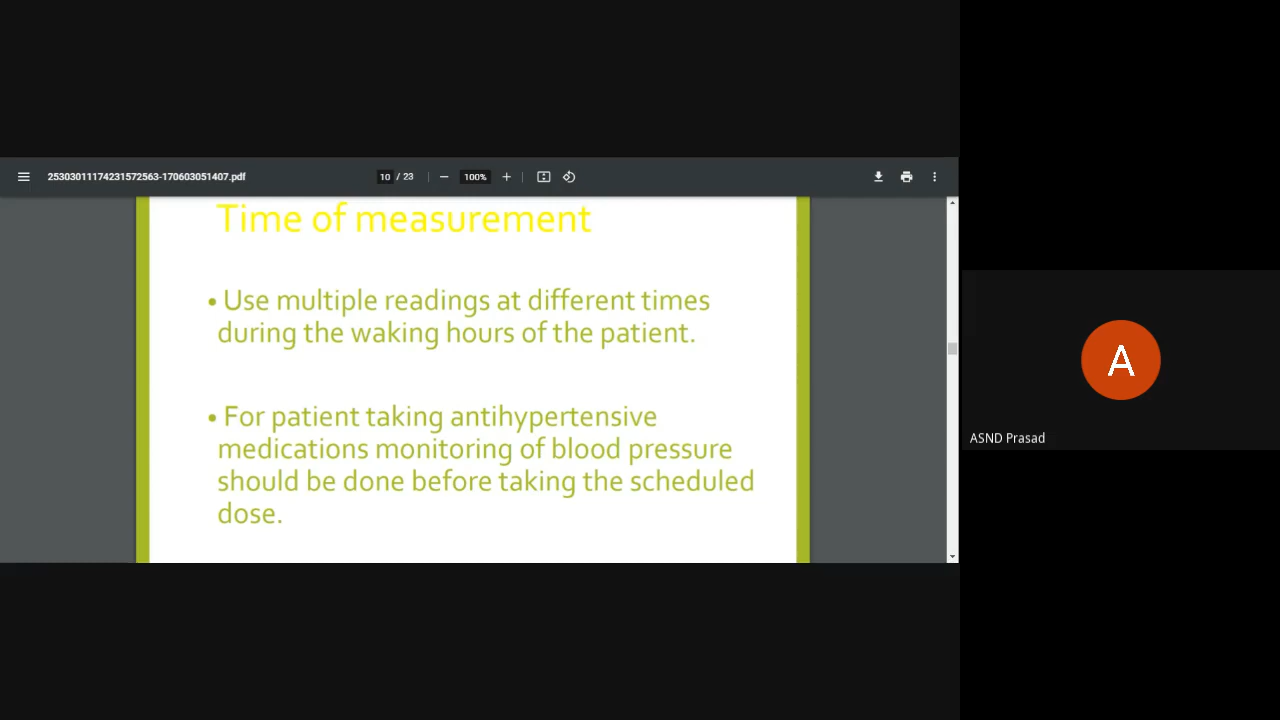 25303011174231572563-170603051407.pdf
10 / 23
100%
Time of measurement
• Use multiple readings at different times
during the waking hours of the patient.
• For patient taking antihypertensive
medications monitoring of blood pressure
should be done before taking the scheduled
dose.
A
ASND Prasad